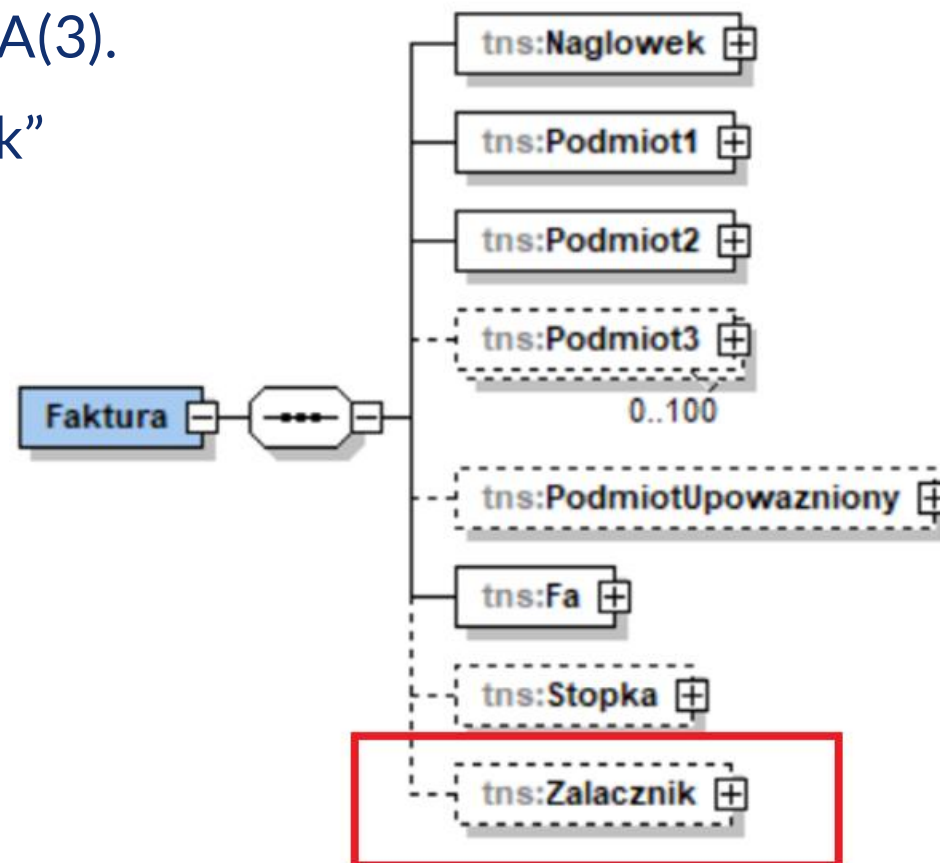 A(3).
k”
tns:Naglowek
tns:Podmiot1
tns:Podmiot2
tns:Podmiot3
0..100
Faktura
tns:PodmiotUpowazniony
tns:Fa
tns:Stopka
tns:Zalacznik